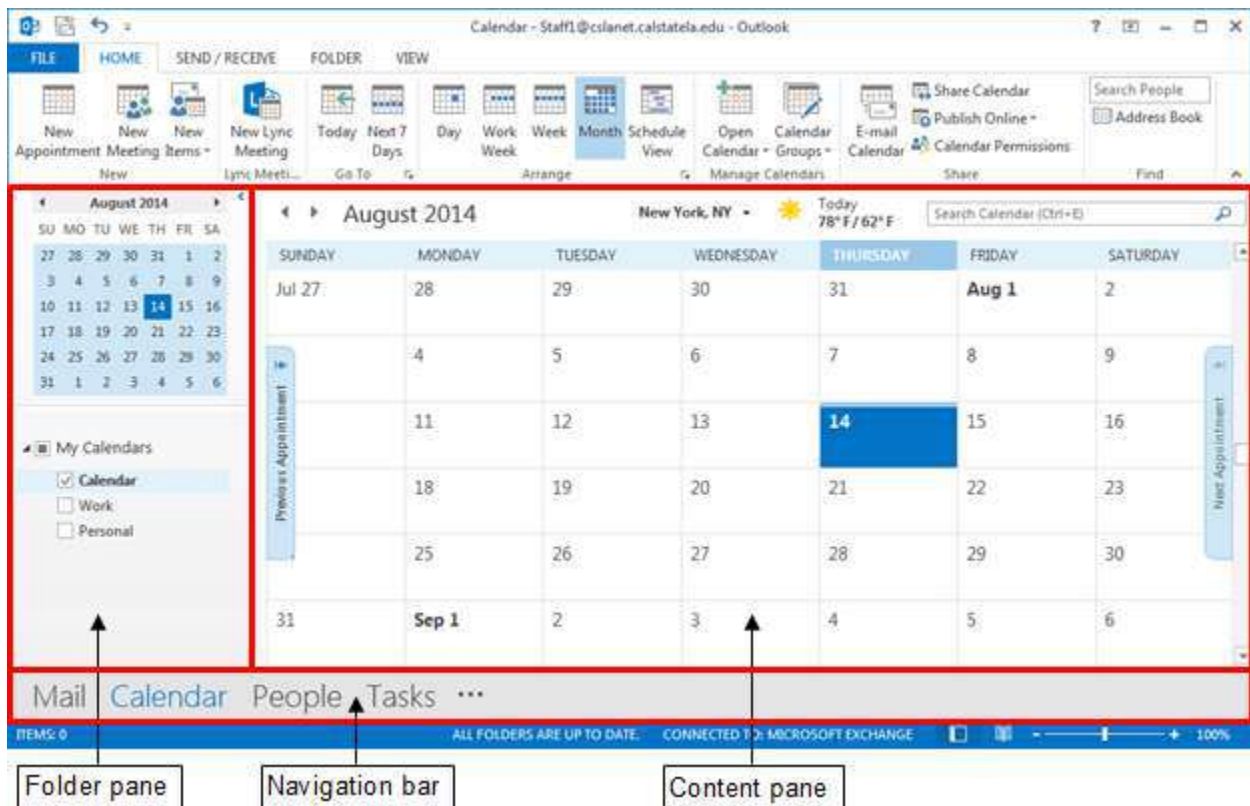 Calendar - Staff1@cslanet.calstatela.edu - Outlook
FILE HOME SEND / RECEIVE FOLDER VIEW
New Appointment
New Meeting
New Items
New
New Lync Meeting
Lync Meeti...
Today
Next 7 Days
Go To
Day
Work Week
Week
Month
Schedule View
Arrange
Open Calendar
Calendar Groups
Manage Calendars
E-mail Calendar
Share Calendar
Publish Online
Calendar Permissions
Share
Search People
Address Book
Find
August 2014
SU MO TU WE TH FR SA
27 28 29 30 31 1 2
3 4 5 6 7 8 9
10 11 12 13 14 15 16
17 18 19 20 21 22 23
24 25 26 27 28 29 30
31 1 2 3 4 5 6
My Calendars
Calendar
Work
Personal
August 2014
New York, NY
Today
78° F / 62° F
Search Calendar (Ctrl+E)
SUNDAY MONDAY TUESDAY WEDNESDAY THURSDAY FRIDAY SATURDAY
Jul 27 28 29 30 31 Aug 1 2
4 5 6 7 8 9
11 12 13 14 15 16
18 19 20 21 22 23
25 26 27 28 29 30
31 Sep 1 2 3 4 5 6
Previous Appointment
Next Appointment
Mail Calendar People Tasks ···
ITEMS: 0
ALL FOLDERS ARE UP TO DATE.
CONNECTED TO: MICROSOFT EXCHANGE
100%
Folder pane
Navigation bar
Content pane